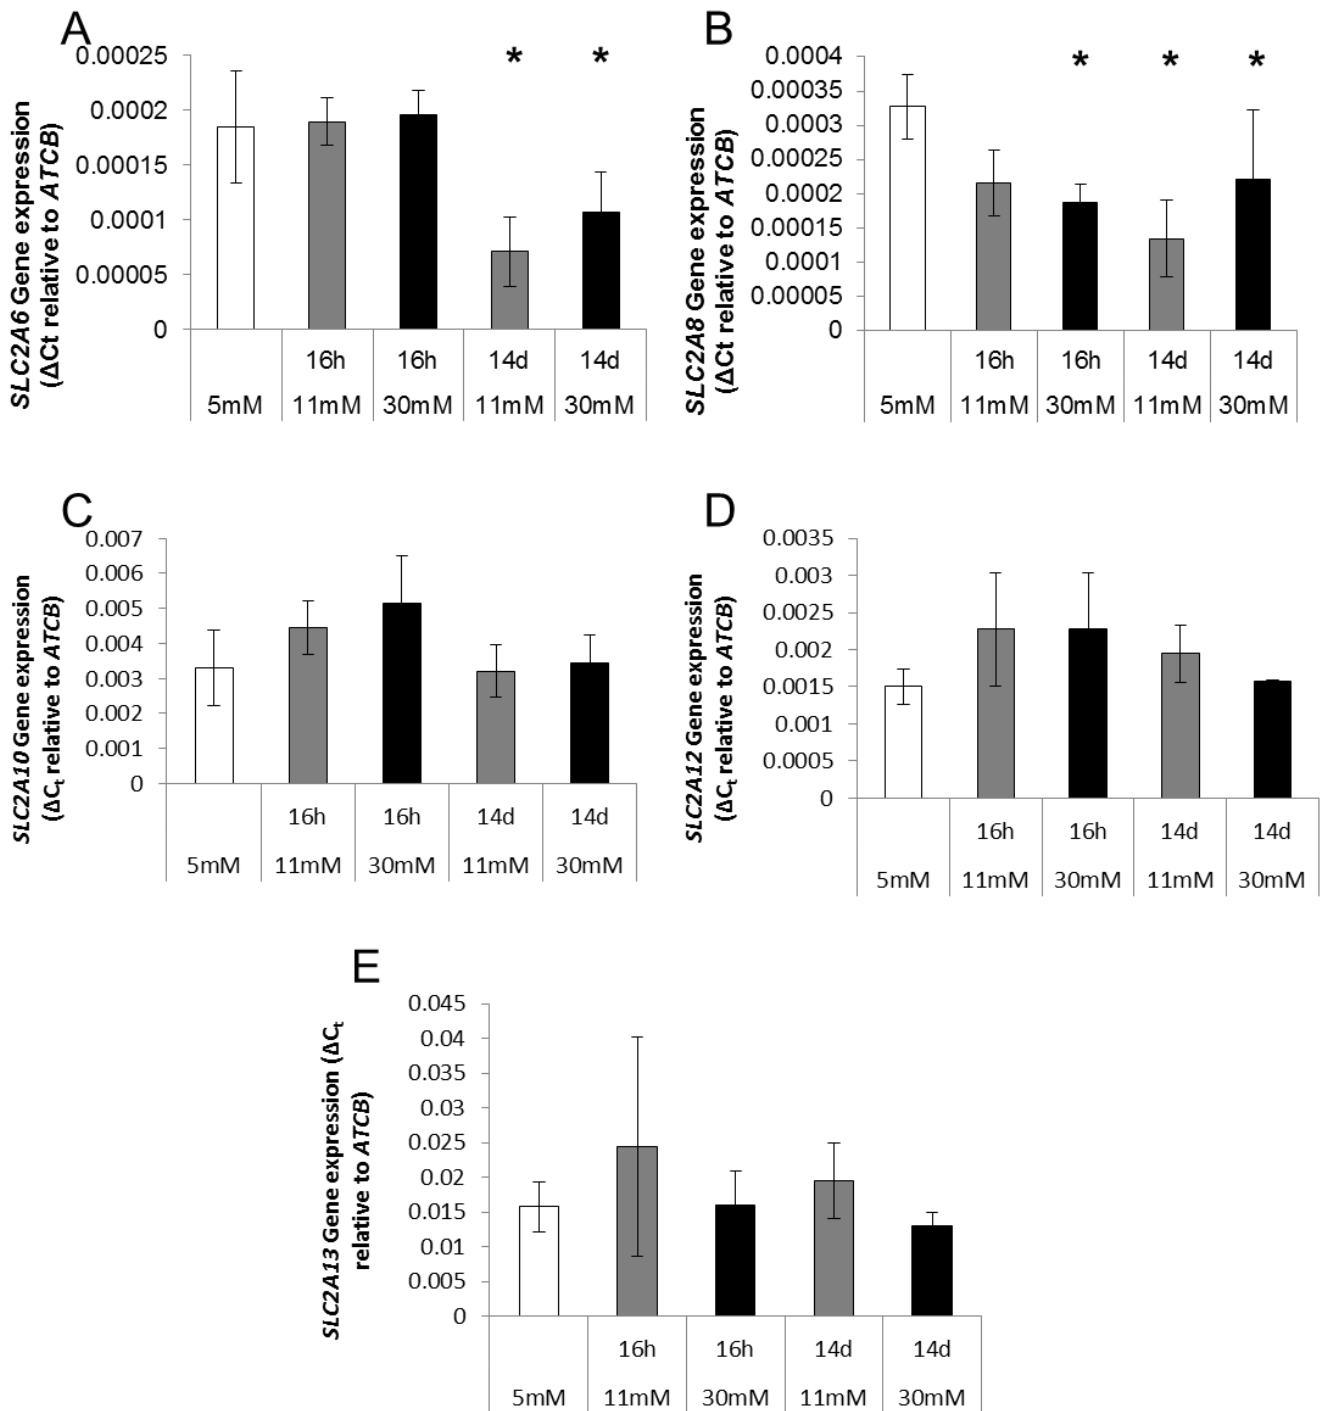 A
SLC2A6 Gene expression
(ΔCt relative to ATCB)
0.00025
0.0002
0.00015
0.0001
0.00005
0
* *
16h 16h 14d 14d
5mM 11mM 30mM 11mM 30mM
B
SLC2A8 Gene expression
(ΔCt relative to ATCB)
0.0004
0.00035
0.0003
0.00025
0.0002
0.00015
0.0001
0.00005
0
* * *
16h 16h 14d 14d
5mM 11mM 30mM 11mM 30mM
C
SLC2A10 Gene expression
(ΔCt relative to ATCB)
0.007
0.006
0.005
0.004
0.003
0.002
0.001
0
16h 16h 14d 14d
5mM 11mM 30mM 11mM 30mM
D
SLC2A12 Gene expression
(ΔCt relative to ATCB)
0.0035
0.003
0.0025
0.002
0.0015
0.001
0.0005
0
16h 16h 14d 14d
5mM 11mM 30mM 11mM 30mM
E
SLC2A13 Gene expression (ΔCt
relative to ATCB)
0.045
0.04
0.035
0.03
0.025
0.02
0.015
0.01
0.005
0
16h 16h 14d 14d
5mM 11mM 30mM 11mM 30mM